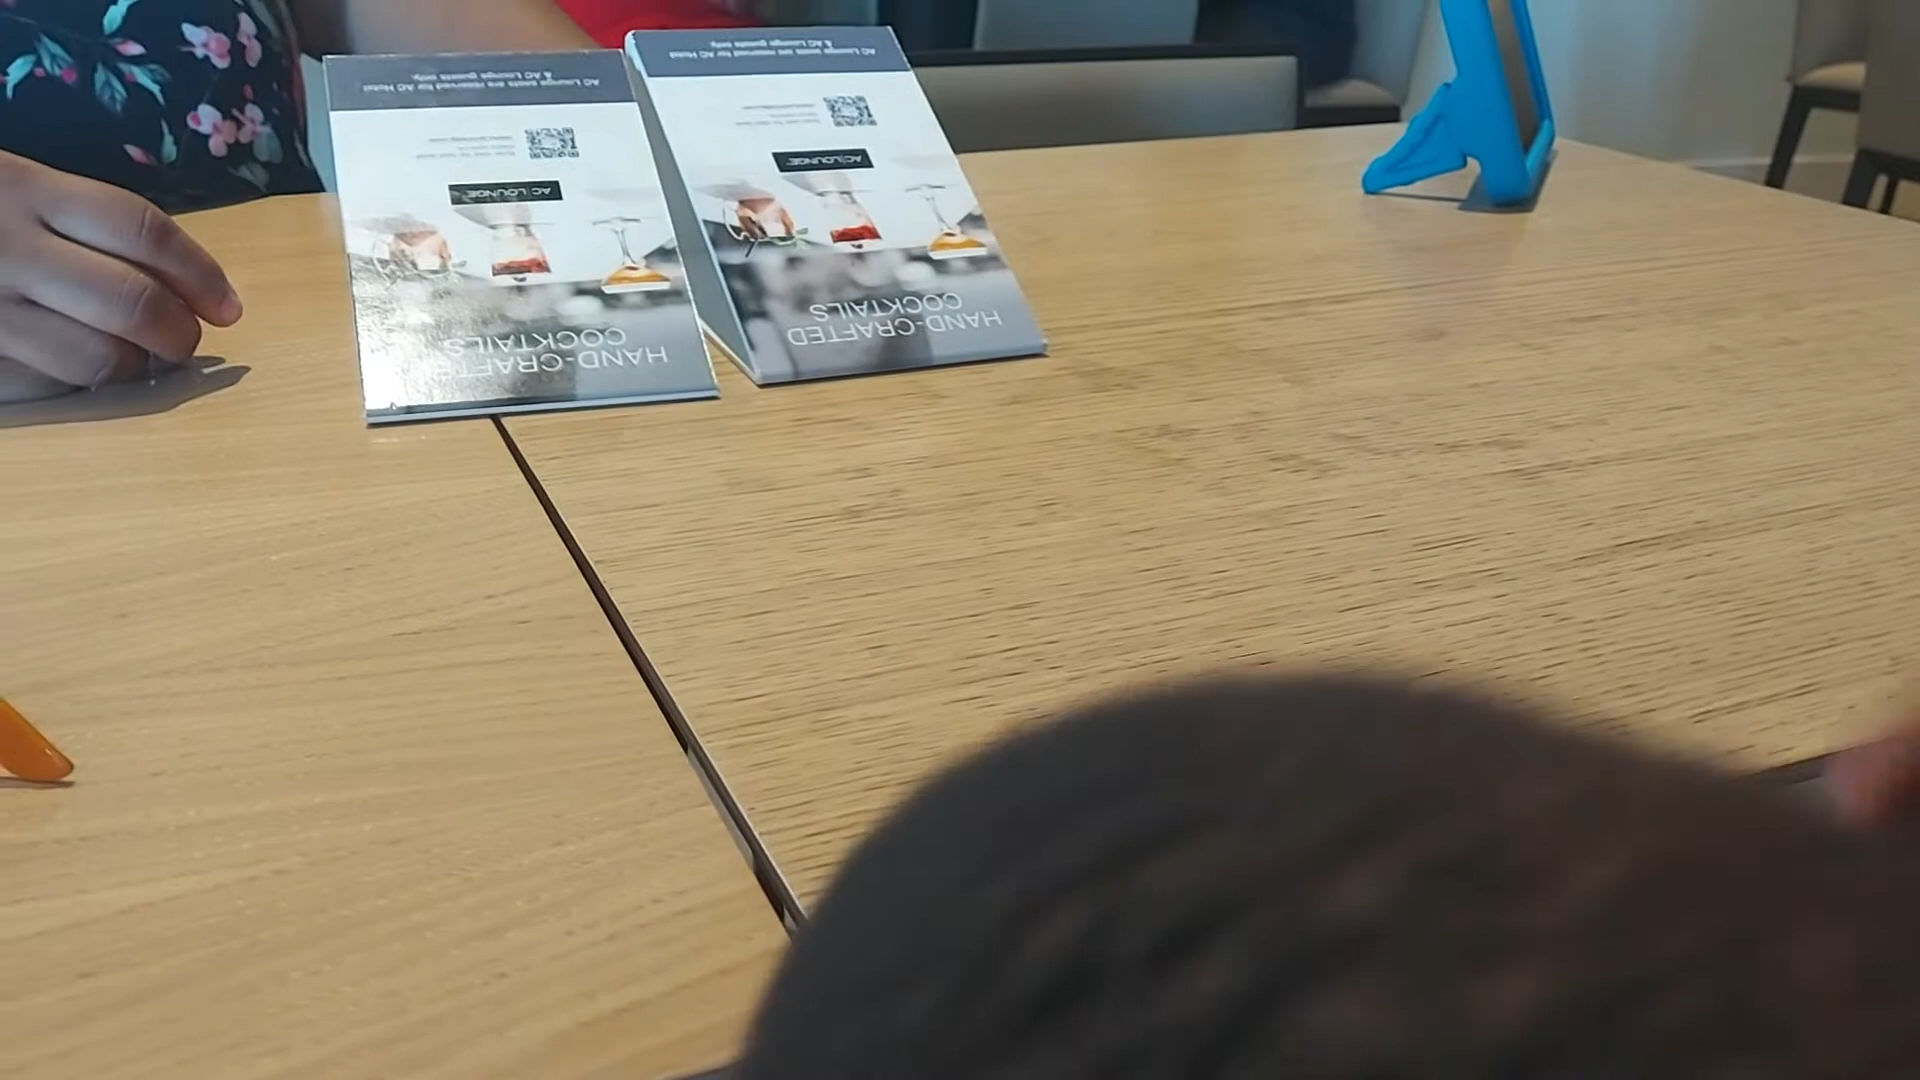 AC Lounge seats are reserved for AC Hotel
& AC Lounge guests only.
AC LOUNGE
HAND-CRAFTED
COCKTAILS
AC Lounge seats are reserved for AC Hotel
& AC Lounge guests only.
AC LOUNGE
HAND-CRAFTED
COCKTAILS